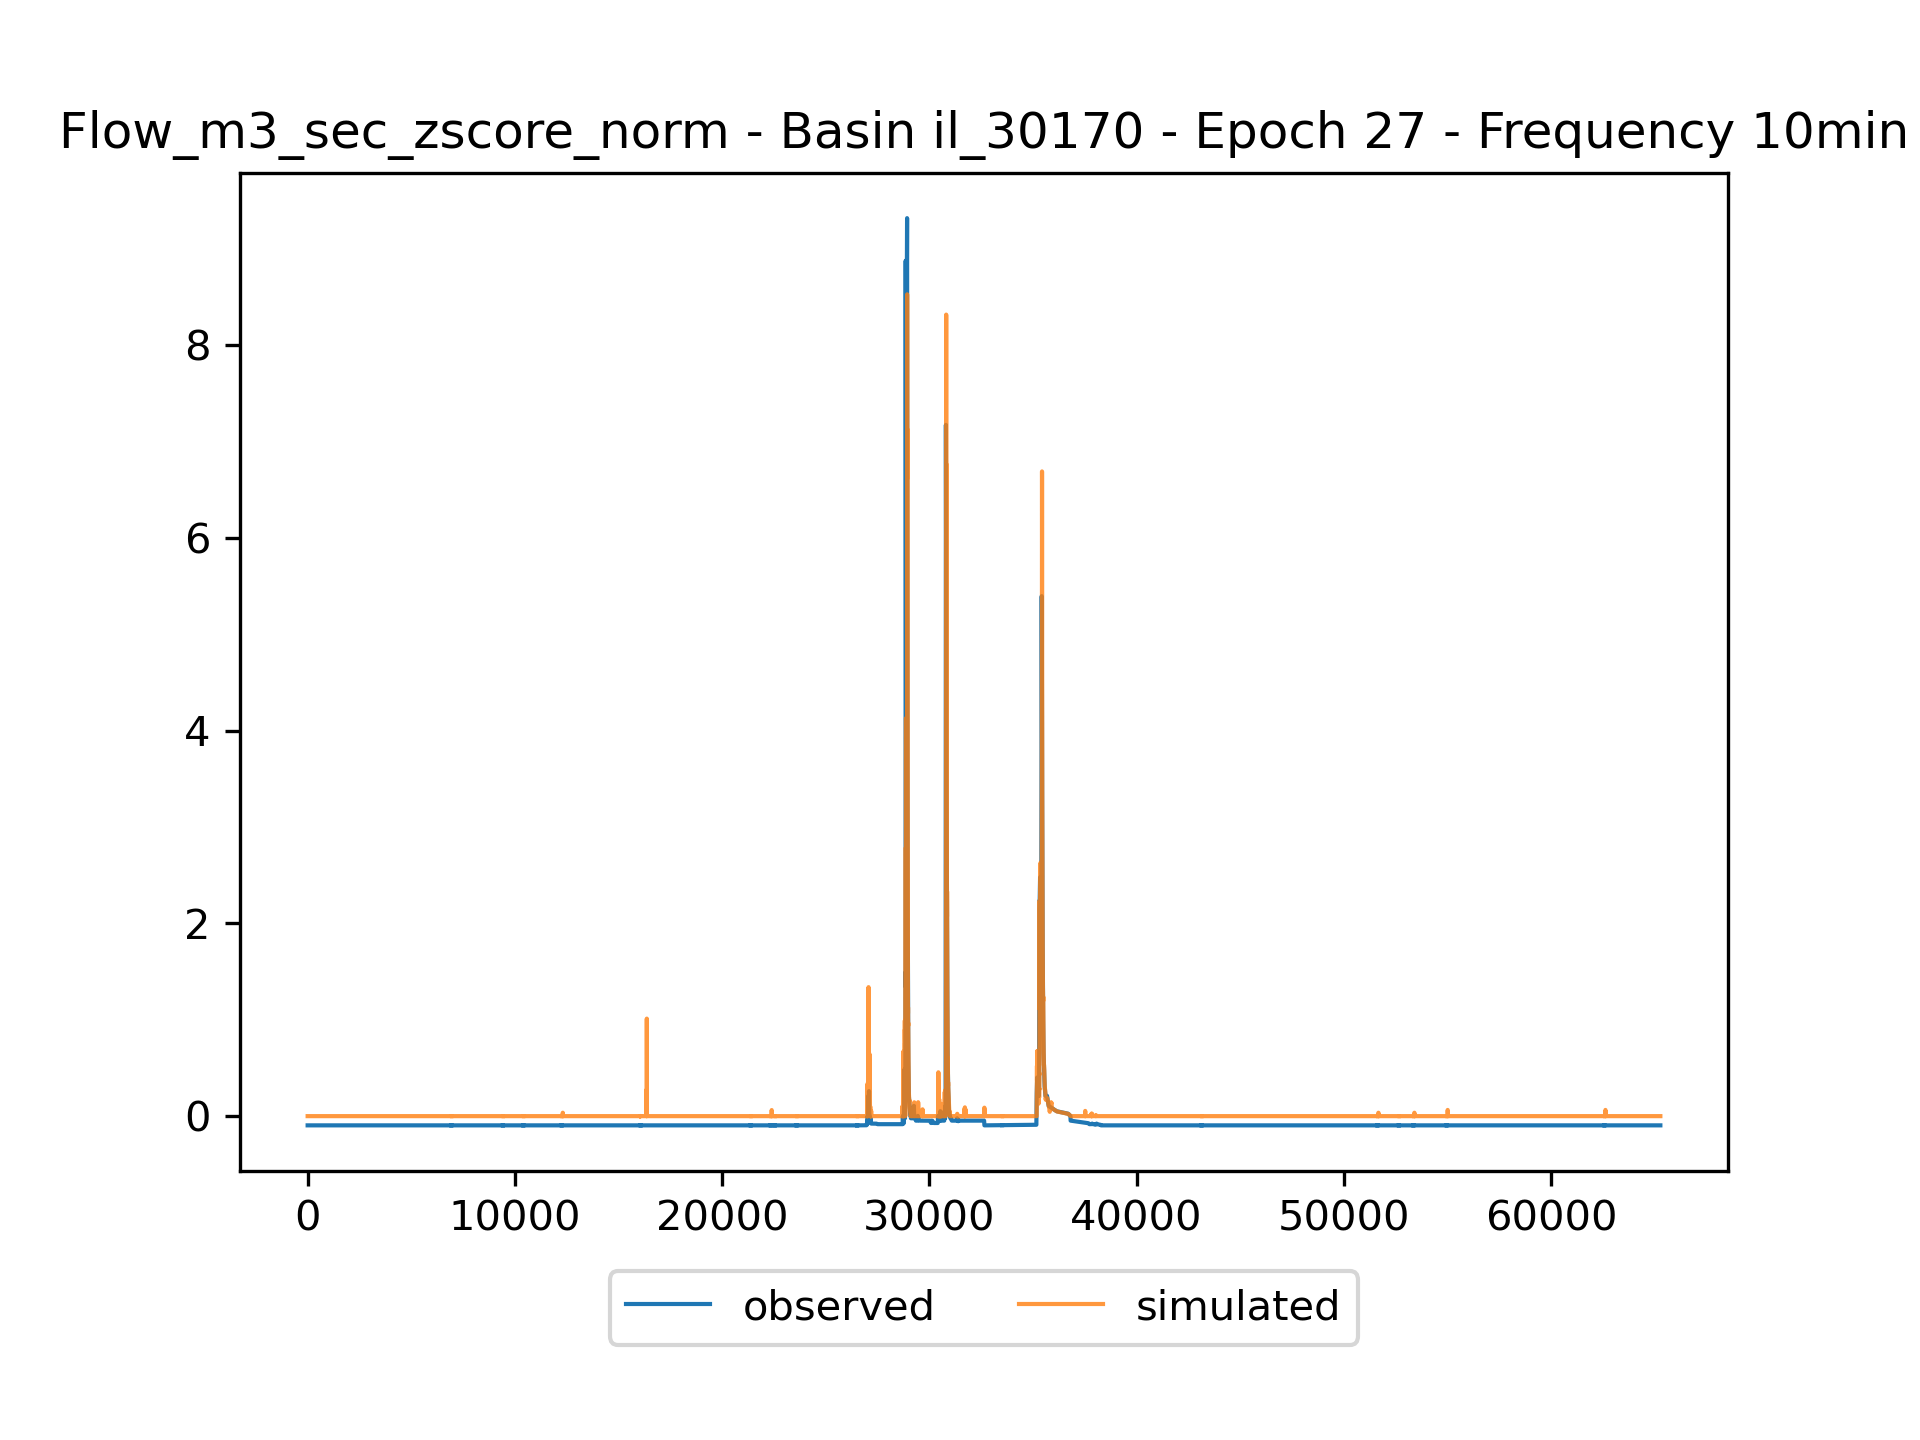 Flow_m3_sec_zscore_norm - Basin il_30170 - Epoch 27 - Frequency 10min
8
6
4
2
0
0 10000 20000 30000 40000 50000 60000
observed simulated